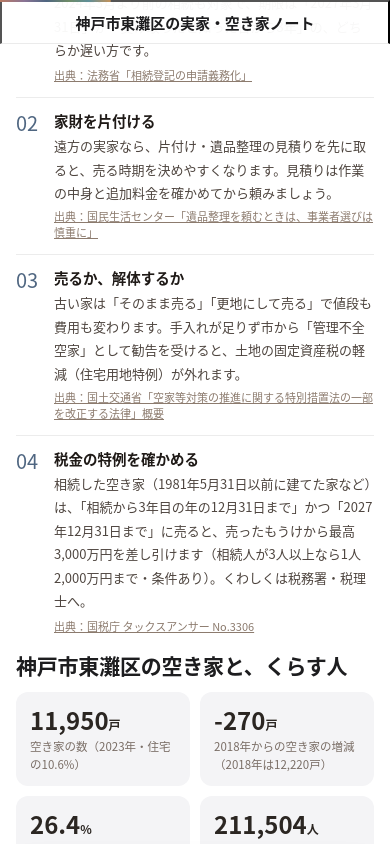 神戸市東灘区の実家・空き家ノート
らか遅い方です。
出典：法務省「相続登記の申請義務化」
02 家財を片付ける
遠方の実家なら、片付け・遺品整理の見積りを先に取
ると、売る時期を決めやすくなります。見積りは作業
の中身と追加料金を確かめてから頼みましょう。
出典：国民生活センター「遺品整理を頼むときは、事業者選びは
慎重に」
03 売るか、解体するか
古い家は「そのまま売る」「更地にして売る」で値段も
費用も変わります。手入れが足りず市から「管理不全
空家」として勧告を受けると、土地の固定資産税の軽
減（住宅用地特例）が外れます。
出典：国土交通省「空家等対策の推進に関する特別措置法の一部
を改正する法律」概要
04 税金の特例を確かめる
相続した空き家（1981年5月31日以前に建てた家など）
は、「相続から3年目の年の12月31日まで」かつ「2027
年12月31日まで」に売ると、売ったもうけから最高
3,000万円を差し引けます（相続人が3人以上なら1人
2,000万円まで・条件あり）。くわしくは税務署・税理
士へ。
出典：国税庁 タックスアンサー No.3306
神戸市東灘区の空き家と、くらす人
11,950戸
空き家の数（2023年・住宅
の10.6%）
-270戸
2018年からの空き家の増減
（2018年は12,220戸）
26.4%
211,504人